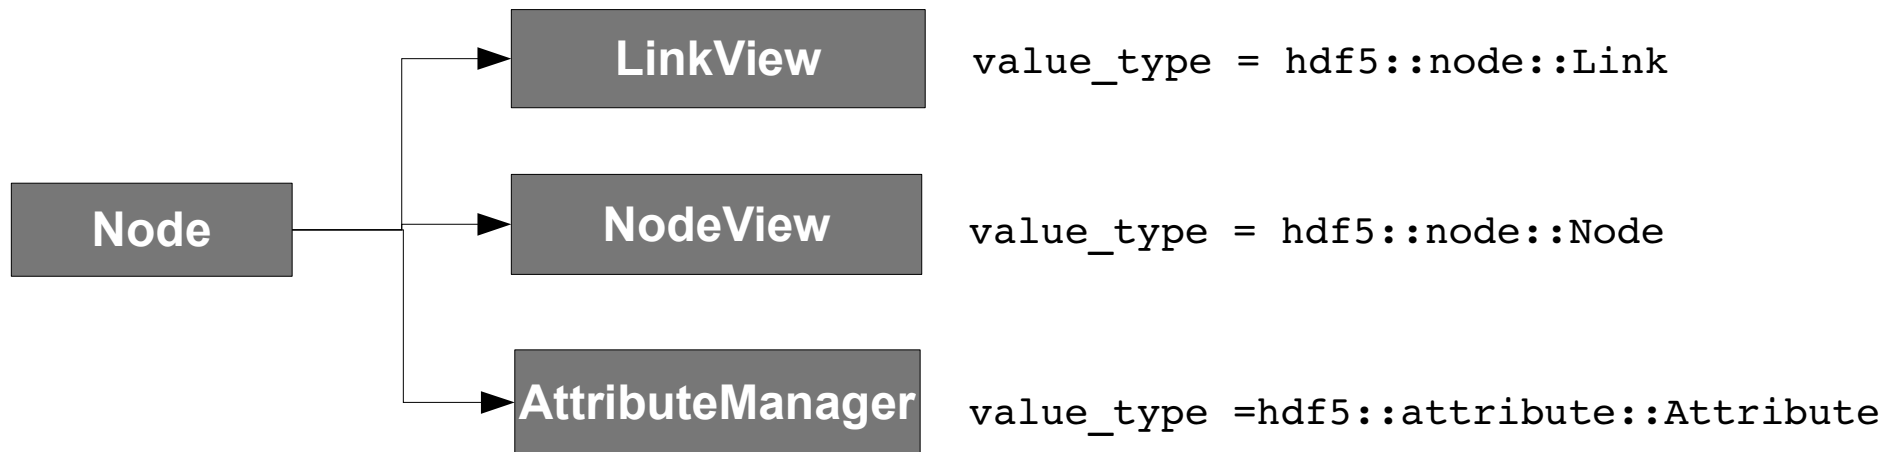 LinkView
value_type = hdf5::node::Link
Node
NodeView
value_type = hdf5::node::Node
AttributeManager
value_type =hdf5::attribute::Attribute